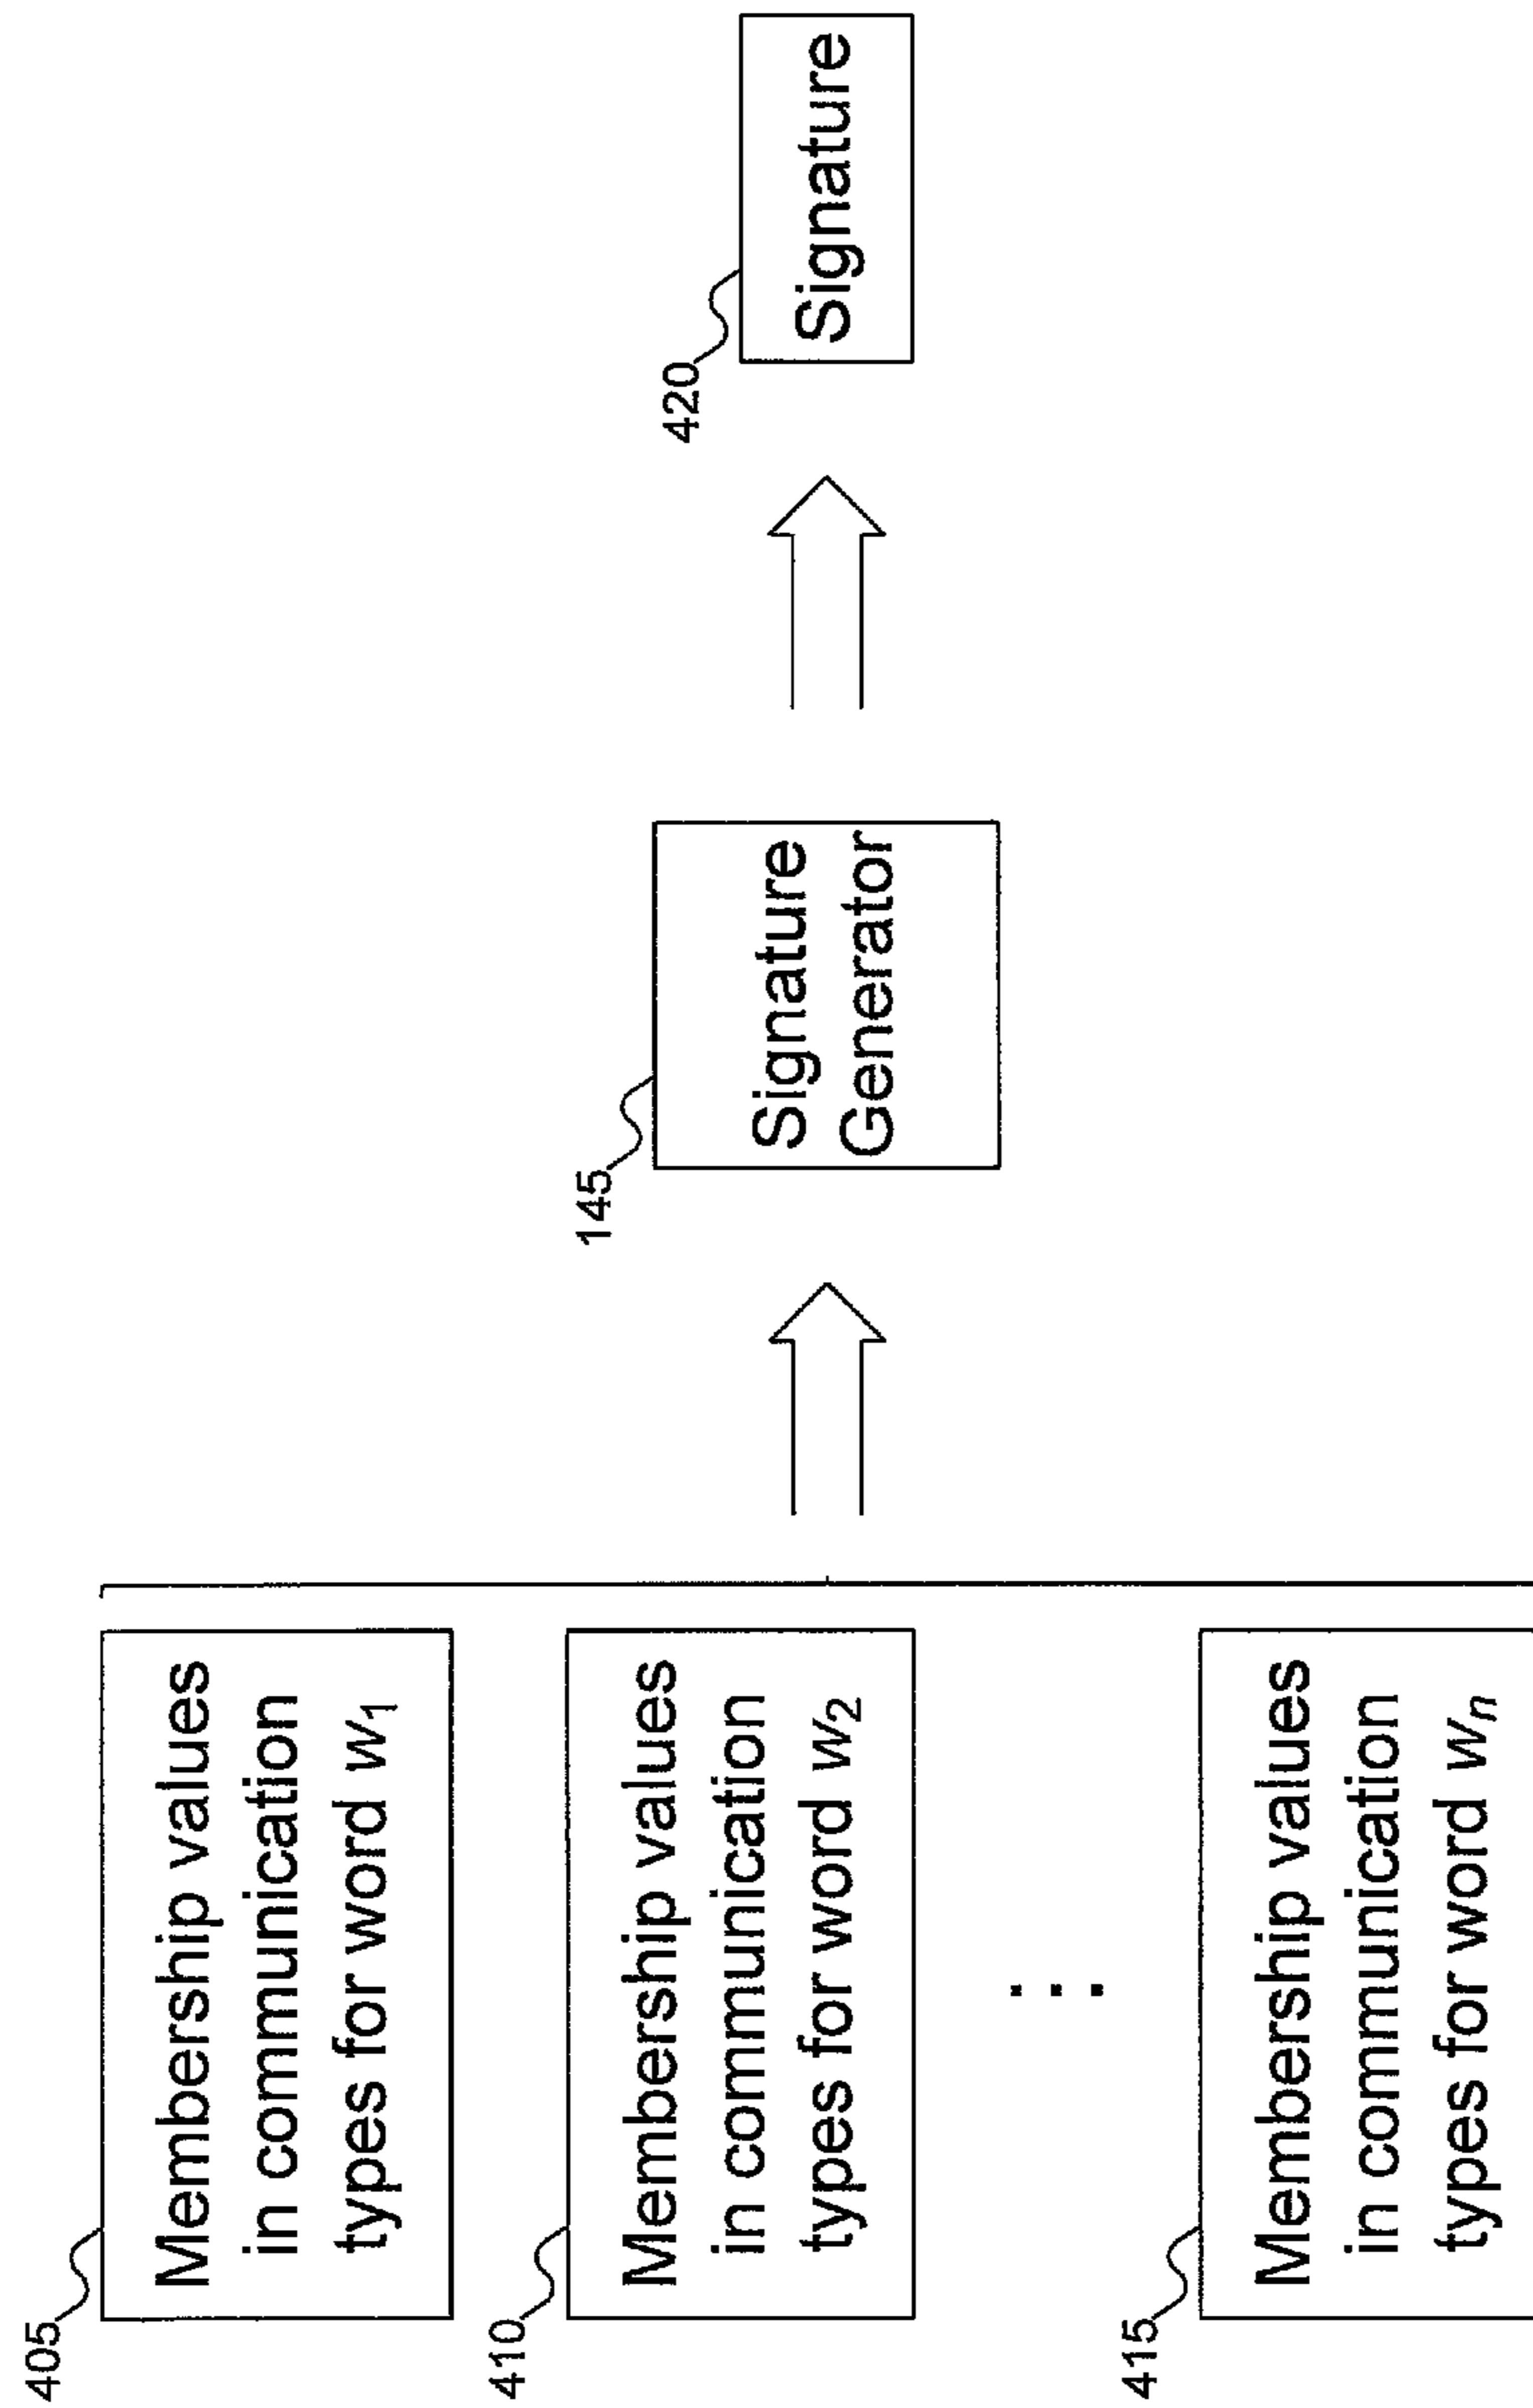 405
Membership values
in communication
types for word w1
410
Membership values
in communication
types for word w2
⋮
415
Membership values
in communication
types for word wn
145
Signature
Generator
420
Signature